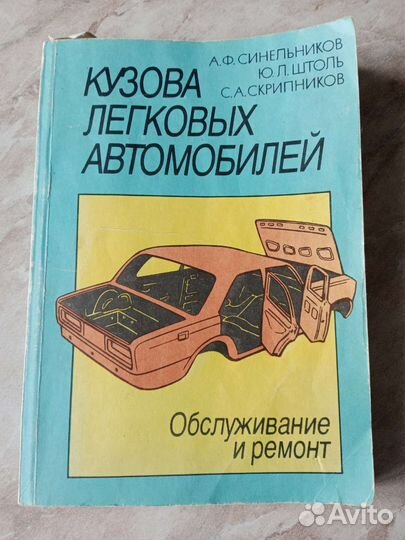 А.Ф.СИНЕЛЬНИКОВ
Ю.Л.ШТОЛЬ
С.А.СКРИПНИКОВ
КУЗОВА
ЛЕГКОВЫХ
АВТОМОБИЛЕЙ
Обслуживание
и ремонт
Avito